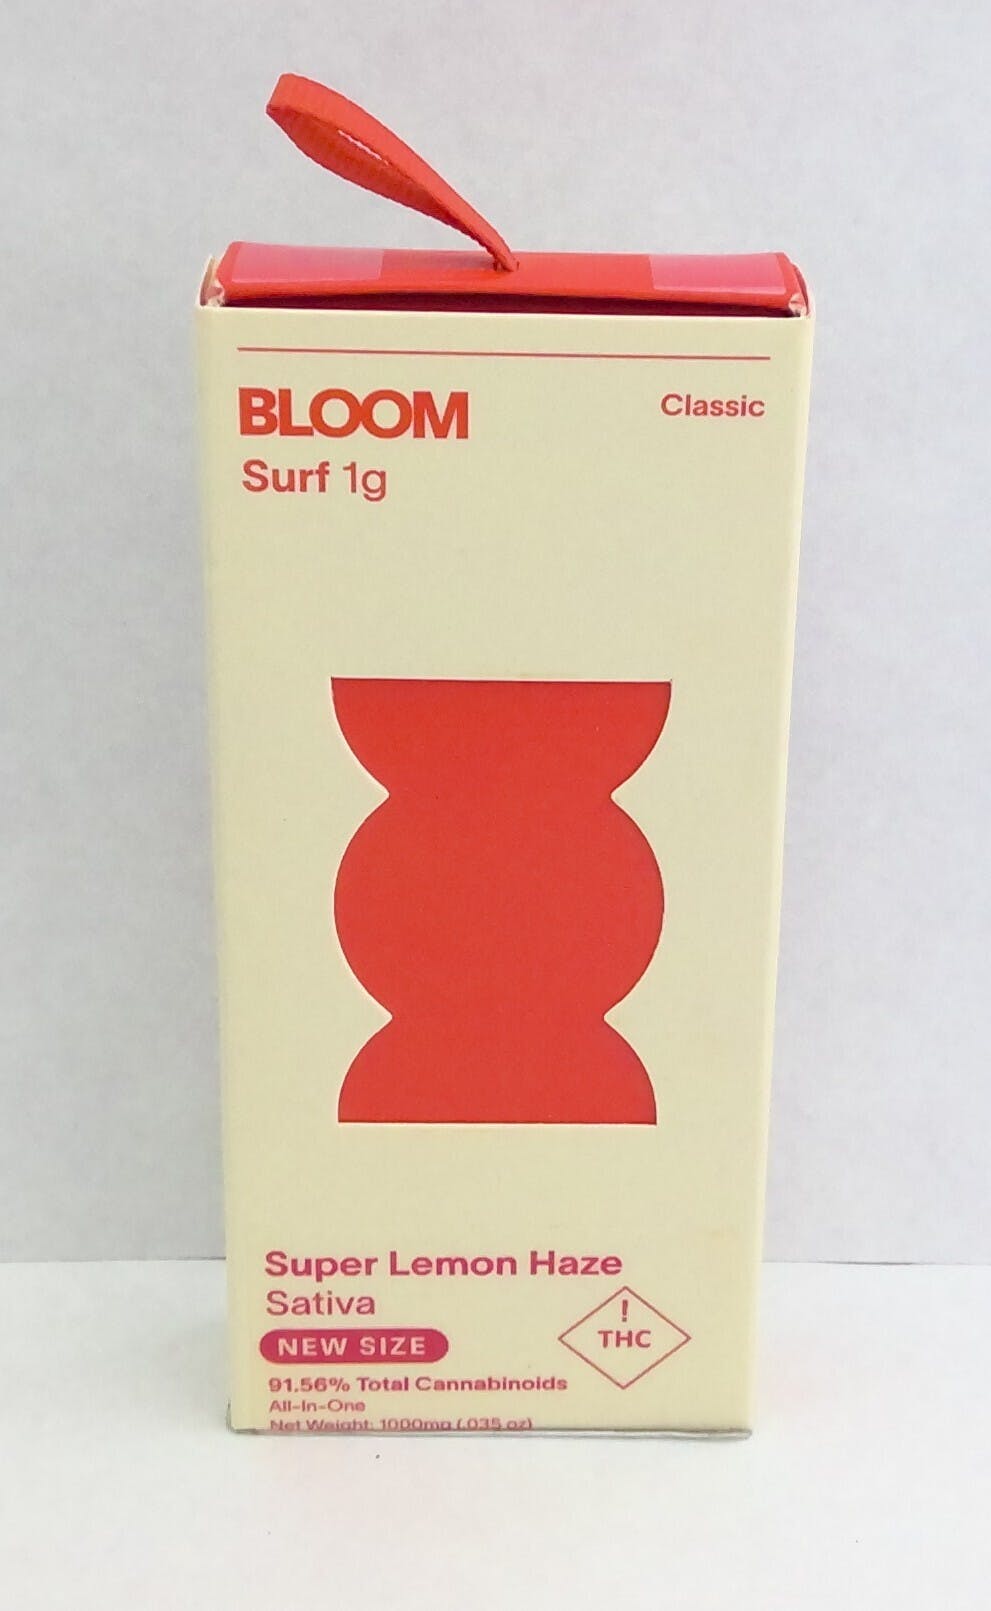 BLOOM
Classic
Surf 1g
Super Lemon Haze
Sativa
!
THC
NEW SIZE
91.56% Total Cannabinoids
All-In-One
Net Weight: 1000mg (.035 oz)